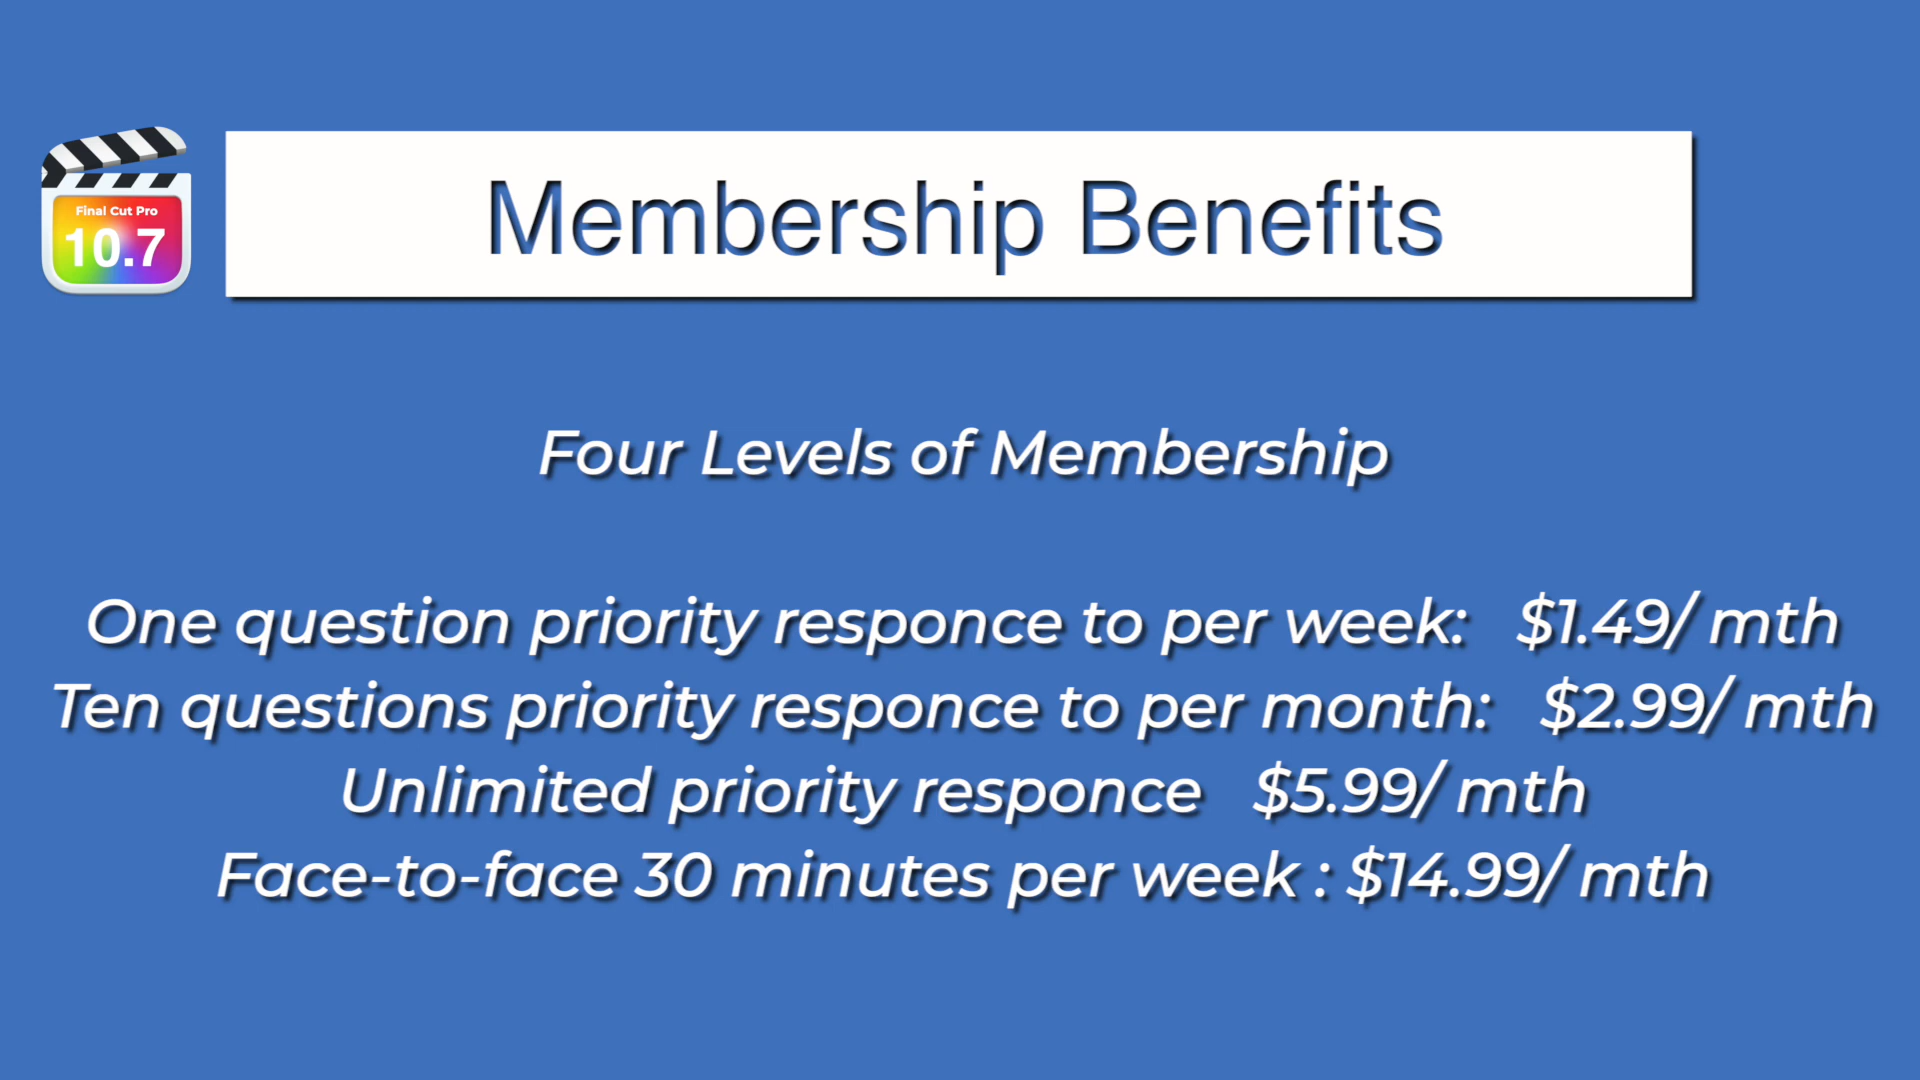 Final Cut Pro
10.7
Membership Benefits
Four Levels of Membership
One question priority responce to per week: $1.49/ mth
Ten questions priority responce to per month: $2.99/ mth
Unlimited priority responce $5.99/ mth
Face-to-face 30 minutes per week : $14.99/ mth